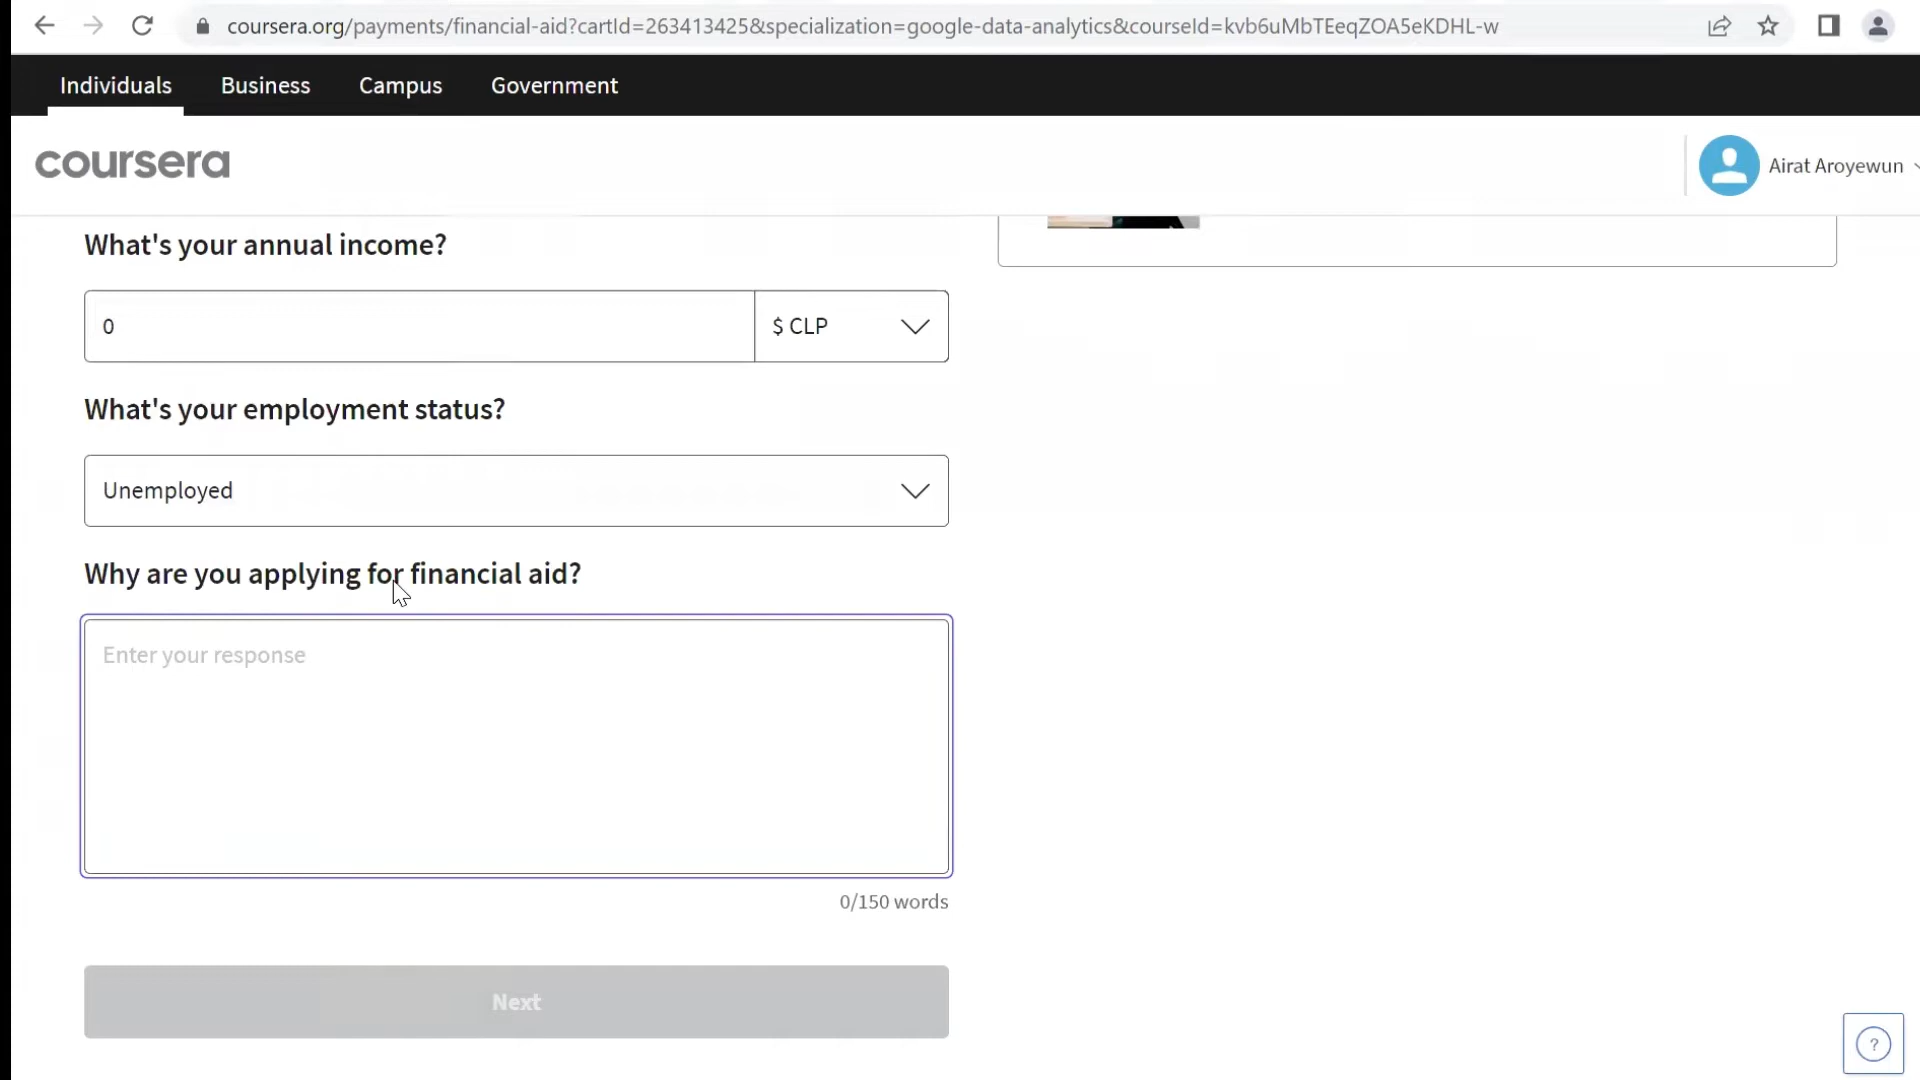 coursera.org/payments/financial-aid?cartId=263413425&specialization=google-data-analytics&courseId=kvb6uMbTEeqZOA5eKDHL-w
Individuals Business Campus Government
coursera
Airat Aroyewun
What's your annual income?
0
$ CLP
What's your employment status?
Unemployed
Why are you applying for financial aid?
Enter your response
0/150 words
Next
?